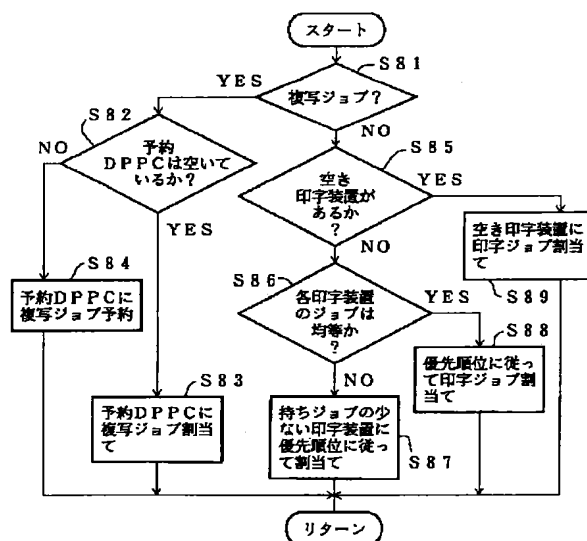 スタート
S81
複写ジョブ?
YES
NO
S82
予約
DPPCは空いて
いるか?
NO
YES
S84
予約DPPCに
複写ジョブ予約
S83
予約DPPCに
複写ジョブ割当
て
S85
空き
印字装置が
あるか
?
YES
NO
空き印字装置に
印字ジョブ割当
て
S89
S86
各印字装置
のジョブは
均等か
?
YES
NO
S88
優先順位に従っ
て印字ジョブ割
当て
持ちジョブの少
ない印字装置に
優先順位に従っ
て割当て
S87
リターン